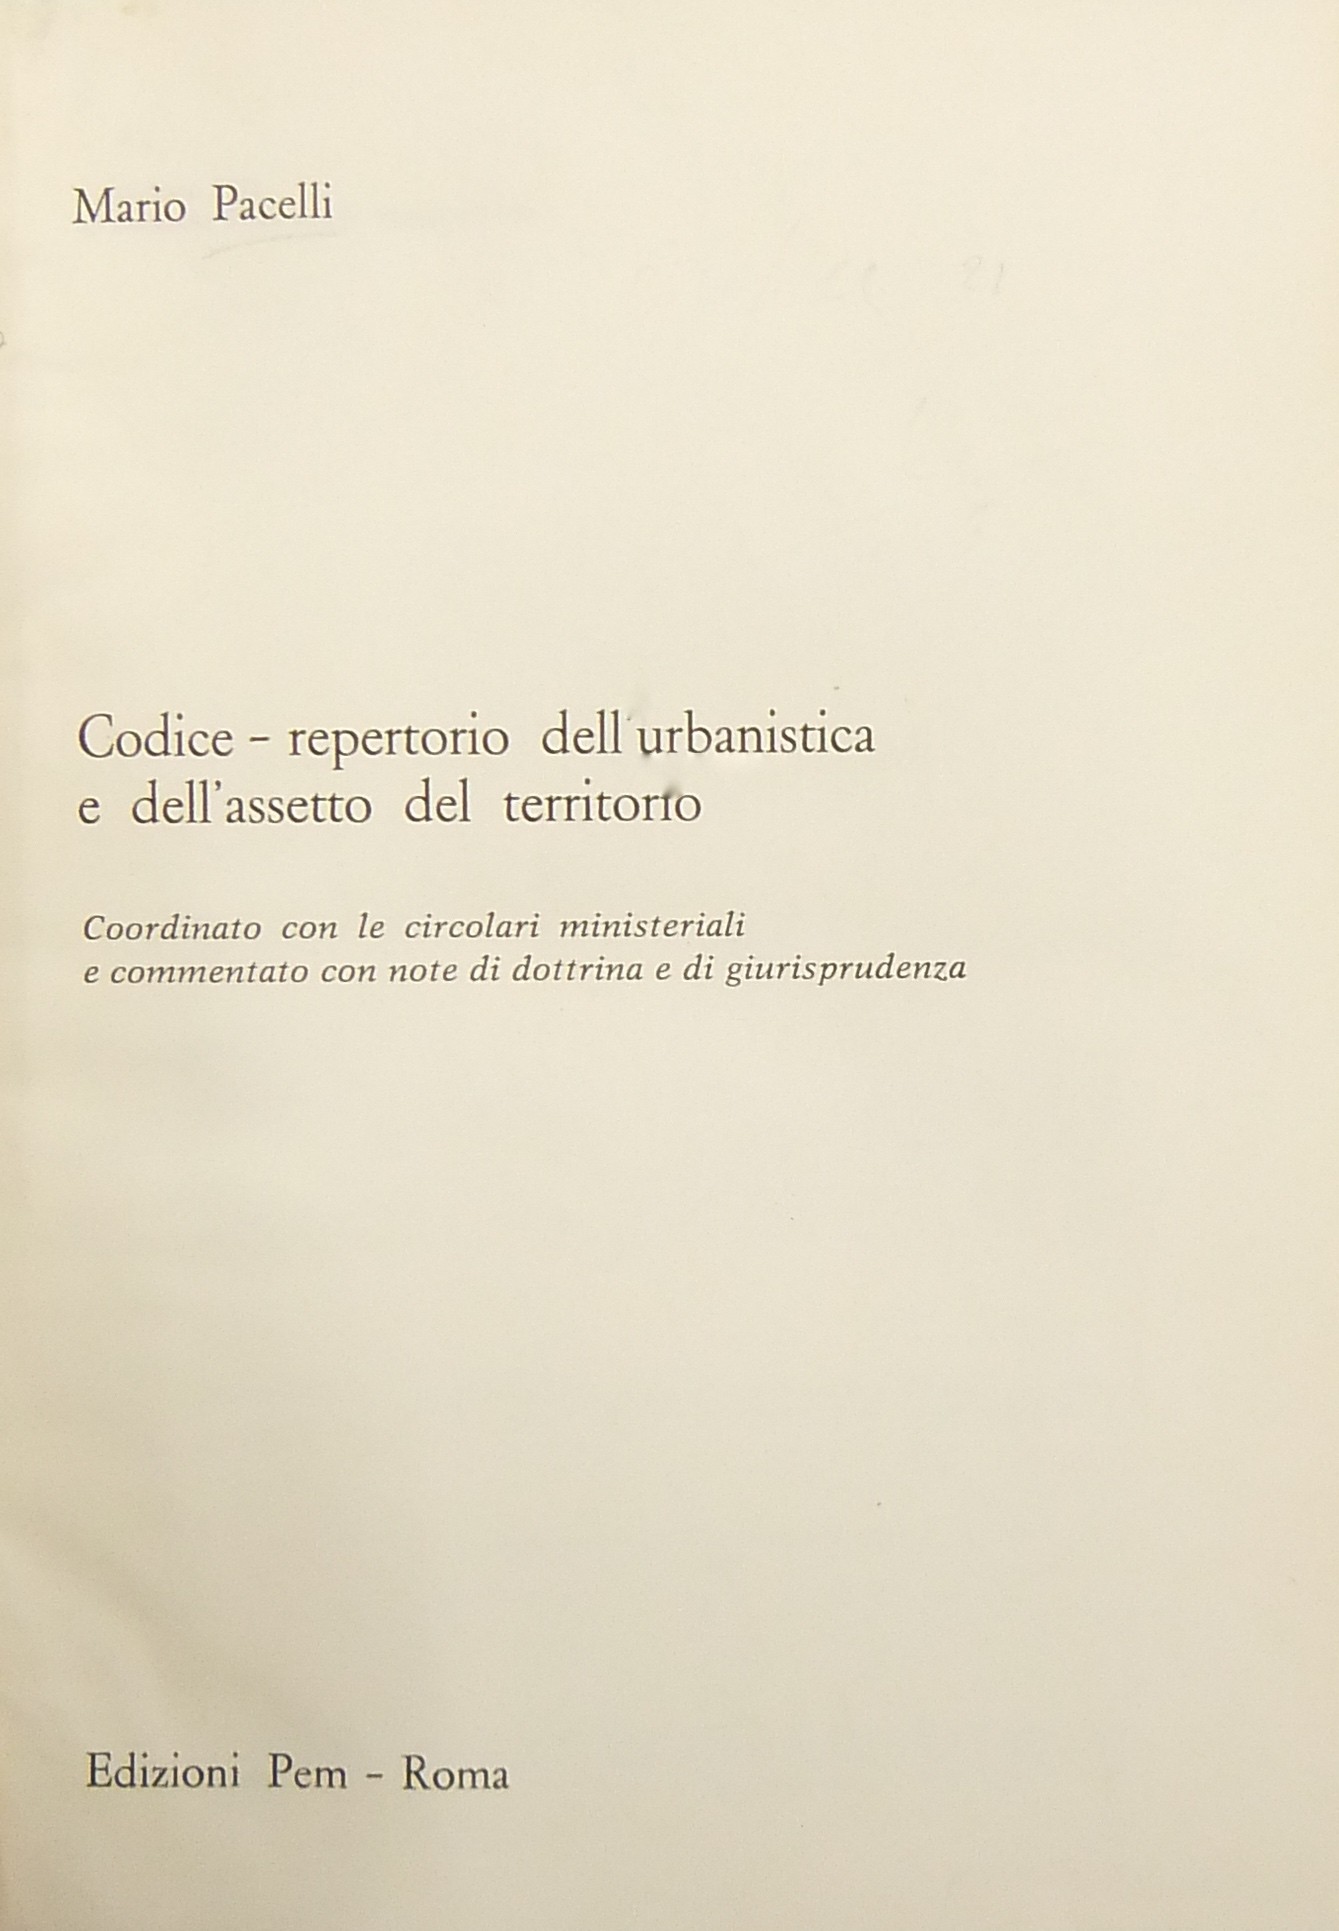 Mario Pacelli
Codice - repertorio dell'urbanistica
e dell'assetto del territorio
Coordinato con le circolari ministeriali
e commentato con note di dottrina e di giurisprudenza
Edizioni Pem - Roma